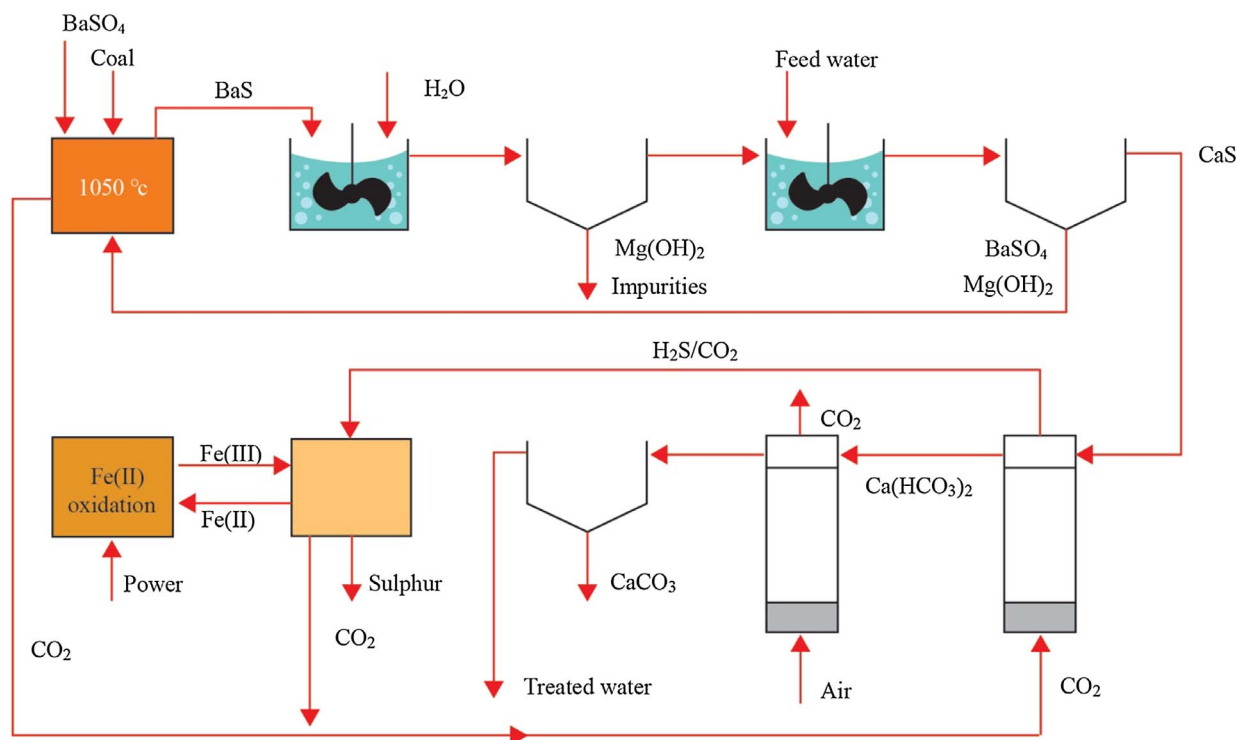 BaSO₄
Coal
BaS
H₂O
Feed water
CaS
1050 °c
Mg(OH)₂
Impurities
BaSO₄
Mg(OH)₂
H₂S/CO₂
CO₂
Fe(III)
Fe(II)
oxidation
Fe(II)
Ca(HCO₃)₂
Power
Sulphur
CaCO₃
CO₂
CO₂
Treated water
Air
CO₂